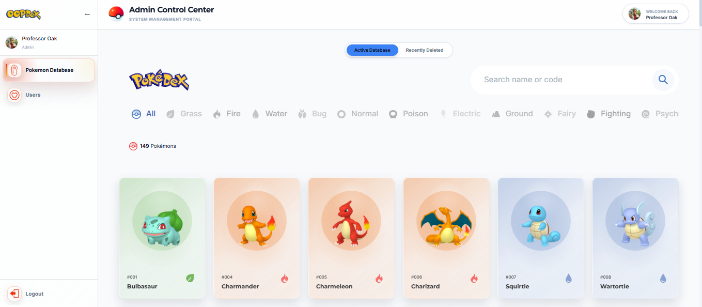 POKéDEX
←
Admin Control Center
SYSTEM MANAGEMENT PORTAL
WELCOME BACK
Professor Oak
Professor Oak
Admin
Pokemon Database
Users
Active Database
Recently Deleted
POKéDEX
Search name or code
All Grass Fire Water Bug Normal Poison Electric Ground Fairy Fighting Psych
149 Pokémons
#001
Bulbasaur
#004
Charmander
#005
Charmeleon
#006
Charizard
#007
Squirtle
#008
Wartortle
Logout